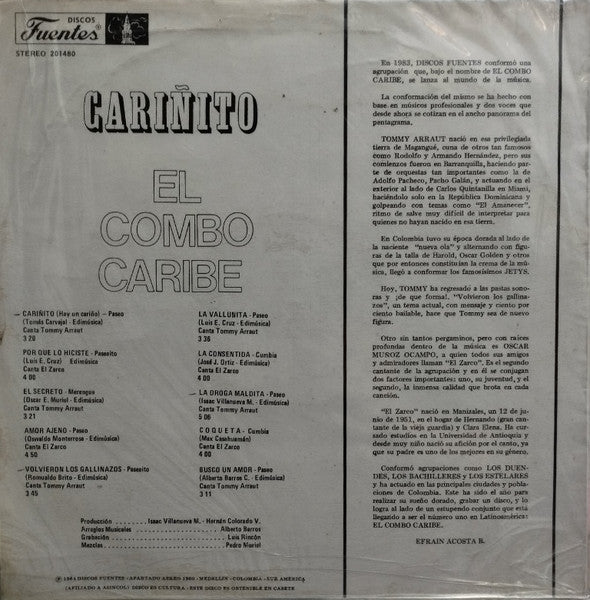 DISCOS
Fuentes
STEREO 201480
CARIÑITO
EL
COMBO
CARIBE
CARIÑITO (Hay un cariño) - Paseo
(Tomás Carvajal - Edimúsica)
Canta Tommy Arraut
3 20
POR QUE LO HICISTE - Paseito
(Luis E. Cruz) Edimúsica
Canta El Zarco
4 00
EL SECRETO - Merengue
(Oscar E. Muriel - Edimúsica)
Canta Tommy Arraut
3 21
AMOR AJENO - Paseo
(Osvaldo Monterrosa - Edimúsica)
Canta El Zarco
4 50
VOLVIERON LOS GALLINAZOS - Paseeito
(Romualdo Brito - Edimúsica)
Canta Tommy Arraut
3 45
LA VALLUNITA - Paseo
(Luis E. Cruz - Edimúsica)
Canta Tommy Arraut
3 36
LA CONSENTIDA - Cumbia
(José J. Ortiz - Edimúsica)
Canta El Zarco
4 00
LA DROGA MALDITA - Paseo
(Isaac Villanueva M. - Edimúsica)
Canta Tommy Arraut
5 06
COQUETA - Cumbia
(Max Casahuamán)
Canta El Zarco
4 00
BUSCO UN AMOR - Paseo
(Alberto Barros C. - Edimúsica)
Canta Tommy Arraut
3 11
Producción ........ Isaac Villanueva M. - Hernán Colorado V.
Arreglos Musicales ........ Alberto Barros
Grabación ........ Luis Rincón
Mezclas ........ Pedro Muriel
℗ 1984 DISCOS FUENTES - APARTADO AEREO 1960 - MEDELLIN - COLOMBIA - SUR AMERICA
(AFILIADO A ASINCOL) DISCO ES CULTURA - ESTE DISCO ES OBTENIBLE EN CASETE
En 1983, DISCOS FUENTES conformó una
agrupación que, bajo el nombre de EL COMBO
CARIBE, se lanza al mundo de la música.
La conformación del mismo se ha hecho con
base en músicos profesionales y dos voces que
desde ahora se cotizan en el ancho panorama del
pentagrama.
TOMMY ARRAUT nació en esa privilegiada
tierra de Magangué, cuna de otros tan famosos
como Rodolfo y Armando Hernández, pero sus
comienzos fueron en Barranquilla, haciendo parte
de orquestas tan importantes como la de
Adolfo Pacheco, Pacho Galán, y actuando en el
exterior al lado de Carlos Quintanilla en Miami,
haciéndolo solo en la República Dominicana y
golpeando con temas como "El Amanecer",
ritmo de salve muy difícil de interpretar para
quienes no hayan nacido en esa tierra.
En Colombia tuvo su época dorada al lado de
la naciente "nueva ola" y alternando con figuras
de la talla de Harold, Oscar Golden y otros
que por entonces constituían la crema de la música,
llegó a conformar los famosísimos JETYS.
Hoy, TOMMY ha regresado a las pastas sonoras
y ¡de que forma!. "Volvieron los gallinazos",
un tema actual, con mensaje y ciento por
ciento bailable, hace que Tommy sea de nuevo
figura.
Otro sin tantos pergaminos, pero con raíces
profundas dentro de la música es OSCAR
MUÑOZ OCAMPO, a quien todos sus amigos
y admiradores llaman "El Zarco". Es el segundo
cantante de la agrupación y en él se conjugan
dos factores importantes: uno, su juventud, y el
segundo, la inmensa calidad que brota en cada
canción.
"El Zarco" nació en Manizales, un 12 de junio
de 1951, en el hogar de Hernando (gran cantante
de la vieja guardia) y Clara Elena. Ha cursado
estudios en la Universidad de Antioquia y
desde muy niño nació su afición por el canto, ya
que su padre es uno de los mejores en su género.
Conformó agrupaciones como LOS DUENDES,
LOS BACHILLERES y LOS ESTELARES
y ha actuado en las principales ciudades y poblaciones
de Colombia. Este ha sido el año para
realizar su sueño dorado, grabar un disco, y lo
logra al lado de un estupendo conjunto que está
llegando a ser el número uno en Latinoamérica:
EL COMBO CARIBE.
EFRAIN ACOSTA B.